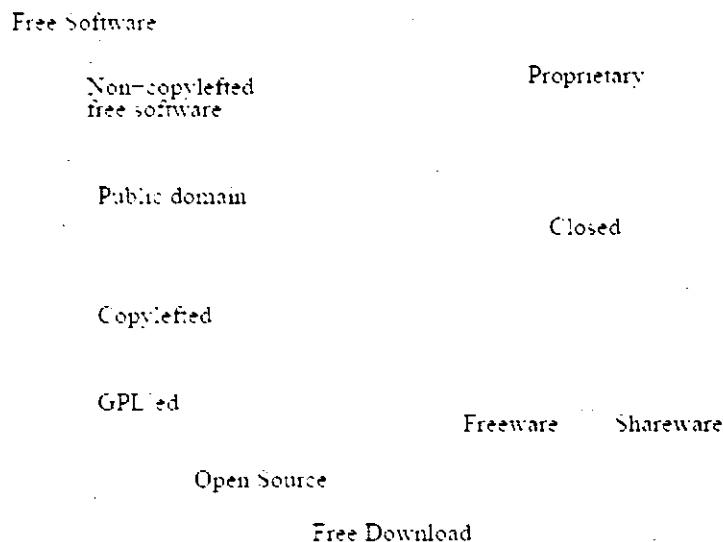 Free Software
Non-copylefted
free software
Proprietary
Public domain
Closed
Copylefted
GPL'ed
Freeware
Shareware
Open Source
Free Download